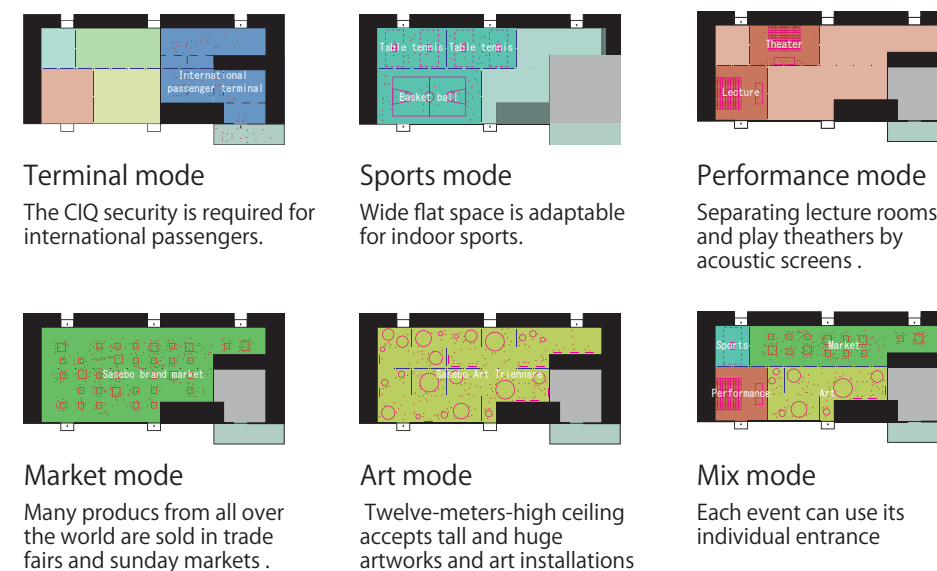 International
passenger terminal
Terminal mode
The CIQ security is required for
international passengers.
Table tennis Table tennis
Basket ball
Sports mode
Wide flat space is adaptable
for indoor sports.
Theater
Lecture
Performance mode
Separating lecture rooms
and play theathers by
acoustic screens .
Sasebo brand market
Market mode
Many producs from all over
the world are sold in trade
fairs and sunday markets .
Sasebo Art Triennare
Art mode
Twelve-meters-high ceiling
accepts tall and huge
artworks and art installations
Sports
Market
Performance
Art
Mix mode
Each event can use its
individual entrance